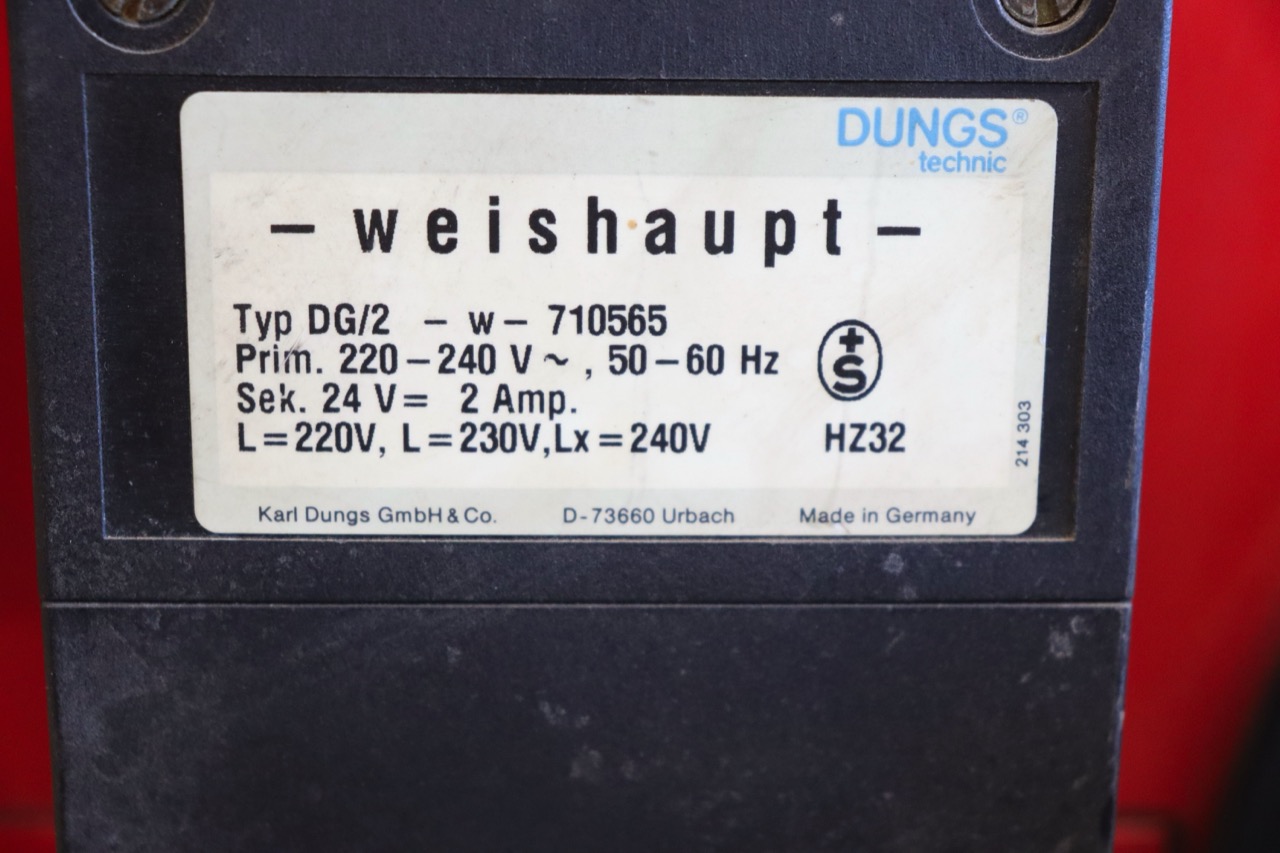 DUNGS®
technic
– weishaupt –
Typ DG/2 – w – 710565
Prim. 220 – 240 V ~ , 50 – 60 Hz
Sek. 24 V = 2 Amp.
L = 220V, L = 230V, Lx = 240V
+
S
HZ32
214 303
Karl Dungs GmbH & Co. D-73660 Urbach Made in Germany